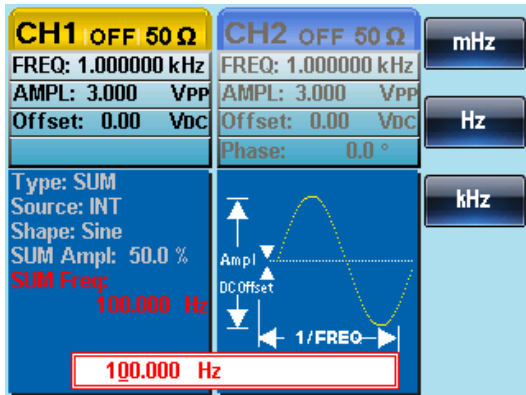 CH1 OFF 50 Ω
FREQ: 1.000000 kHz
AMPL: 3.000 VPP
Offset: 0.00 VDC
CH2 OFF 50 Ω
FREQ: 1.000000 kHz
AMPL: 3.000 VPP
Offset: 0.00 VDC
Phase: 0.0 °
Type: SUM
Source: INT
Shape: Sine
SUM Ampl: 50.0 %
SUM Freq:
100.000 Hz
Ampl
DC Offset
1/FREQ
100.000 Hz
mHz
Hz
kHz